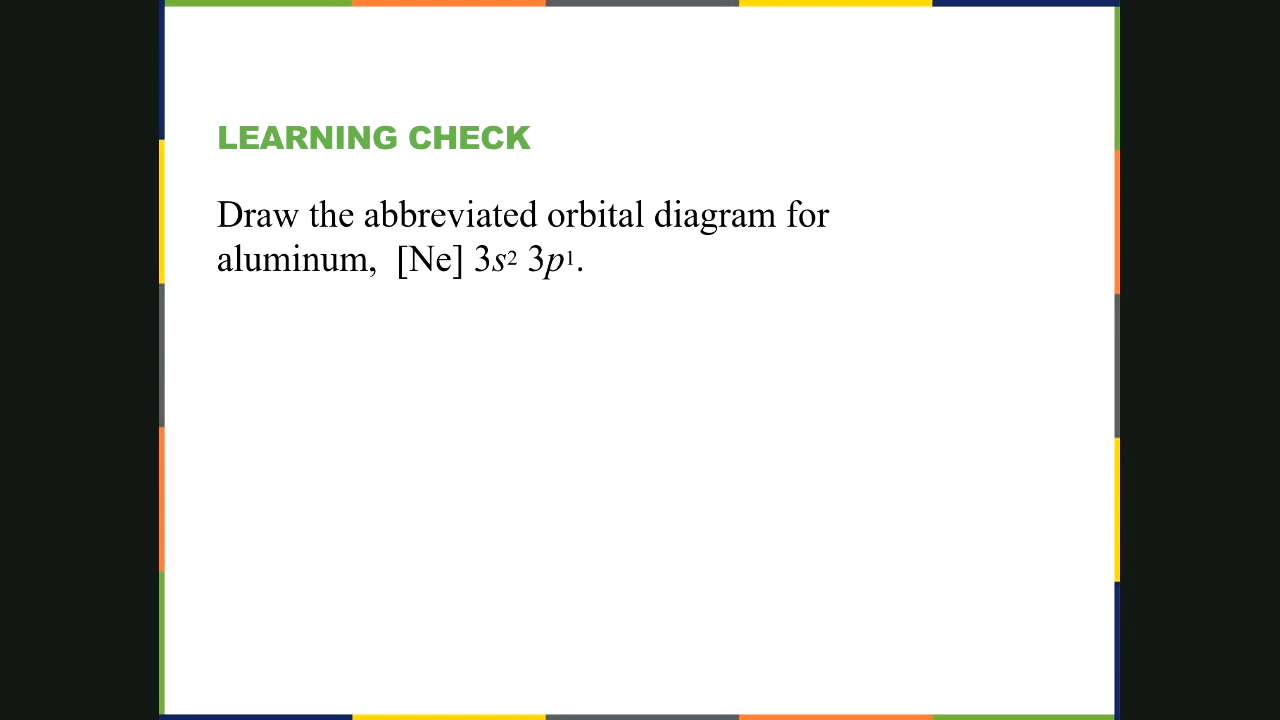 LEARNING CHECK
Draw the abbreviated orbital diagram for
aluminum, [Ne] 3s² 3p¹.